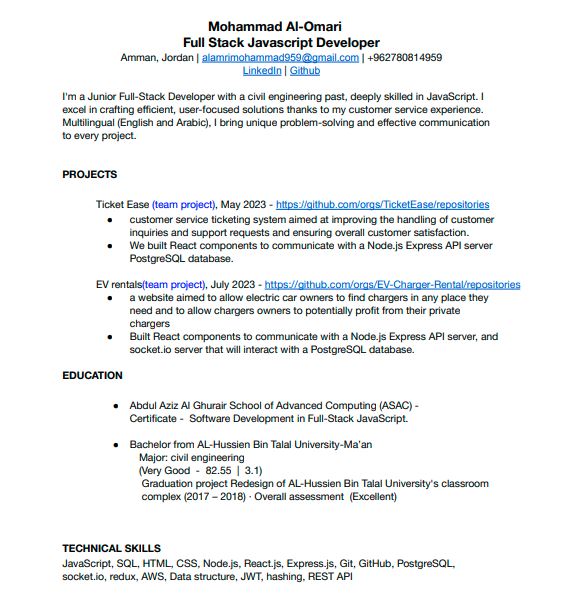 Mohammad Al-Omari
Full Stack Javascript Developer
Amman, Jordan | alamrimohammad959@gmail.com | +962780814959
LinkedIn | Github
I'm a Junior Full-Stack Developer with a civil engineering past, deeply skilled in JavaScript. I
excel in crafting efficient, user-focused solutions thanks to my customer service experience.
Multilingual (English and Arabic), I bring unique problem-solving and effective communication
to every project.
PROJECTS
Ticket Ease (team project), May 2023 - https://github.com/orgs/TicketEase/repositories
● customer service ticketing system aimed at improving the handling of customer
inquiries and support requests and ensuring overall customer satisfaction.
● We built React components to communicate with a Node.js Express API server
PostgreSQL database.
EV rentals(team project), July 2023 - https://github.com/orgs/EV-Charger-Rental/repositories
● a website aimed to allow electric car owners to find chargers in any place they
need and to allow chargers owners to potentially profit from their private
chargers
● Built React components to communicate with a Node.js Express API server, and
socket.io server that will interact with a PostgreSQL database.
EDUCATION
● Abdul Aziz Al Ghurair School of Advanced Computing (ASAC) -
Certificate - Software Development in Full-Stack JavaScript.
● Bachelor from AL-Hussien Bin Talal University-Ma'an
Major: civil engineering
(Very Good - 82.55 | 3.1)
Graduation project Redesign of AL-Hussien Bin Talal University's classroom
complex (2017 – 2018) · Overall assessment (Excellent)
TECHNICAL SKILLS
JavaScript, SQL, HTML, CSS, Node.js, React.js, Express.js, Git, GitHub, PostgreSQL,
socket.io, redux, AWS, Data structure, JWT, hashing, REST API